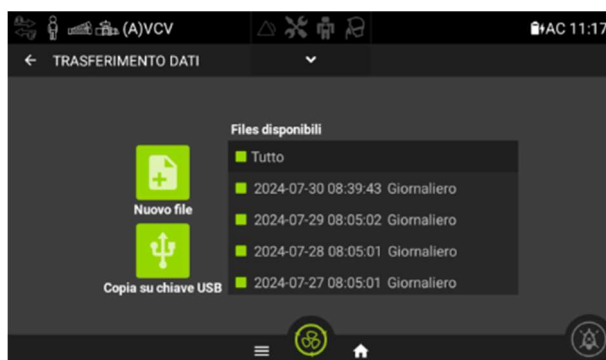 (A)VCV
AC 11:17
TRASFERIMENTO DATI
Files disponibili
Tutto
2024-07-30 08:39:43 Giornaliero
Nuovo file
2024-07-29 08:05:02 Giornaliero
2024-07-28 08:05:01 Giornaliero
Copia su chiave USB
2024-07-27 08:05:01 Giornaliero